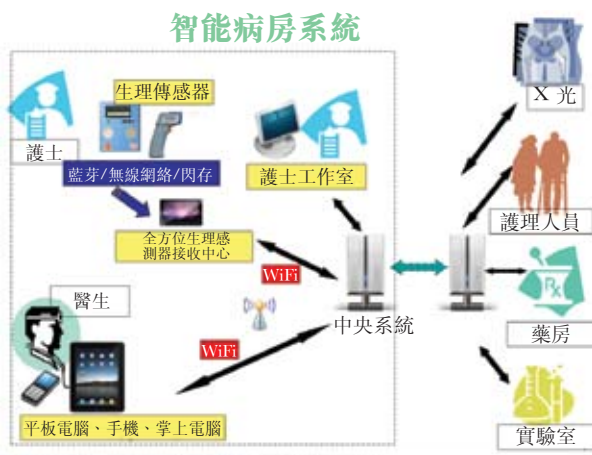 智能病房系統
生理傳感器
護士
藍芽/無線網絡/閃存
護士工作室
全方位生理感
測器接收中心
WiFi
醫生
WiFi
中央系統
平板電腦、手機、掌上電腦
X 光
護理人員
藥房
實驗室